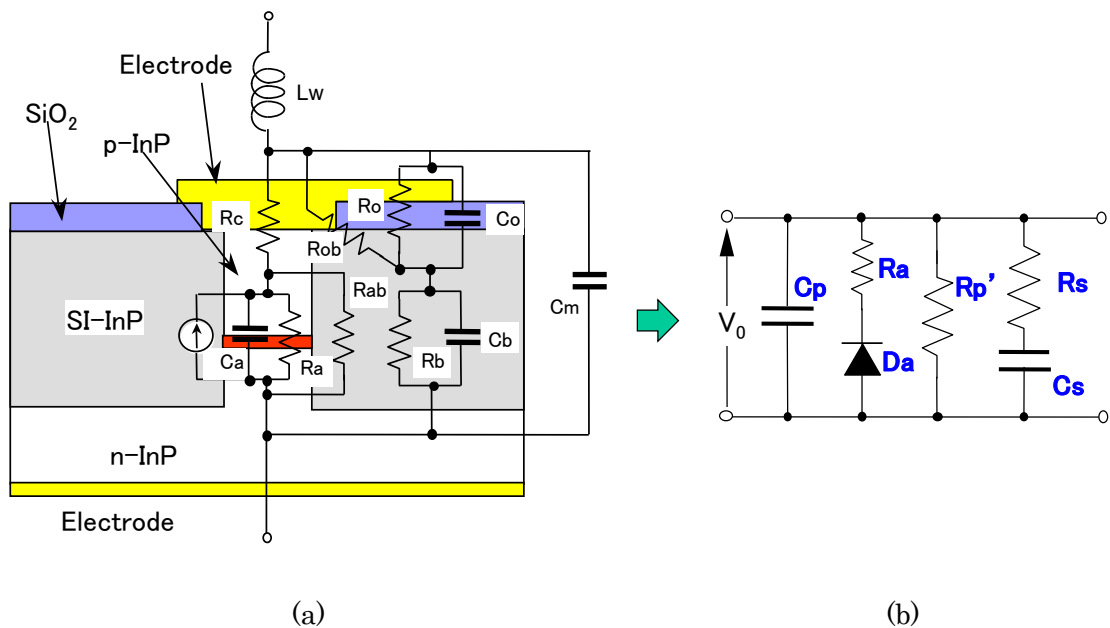 Electrode
Lw
SiO₂
p-InP
Rc
Ro
Co
Rob
Rab
Cm
SI-InP
Ca
Ra
Rb
Cb
n-InP
Electrode
V₀
Cp
Ra
Da
Rp’
Rs
Cs
(a)
(b)